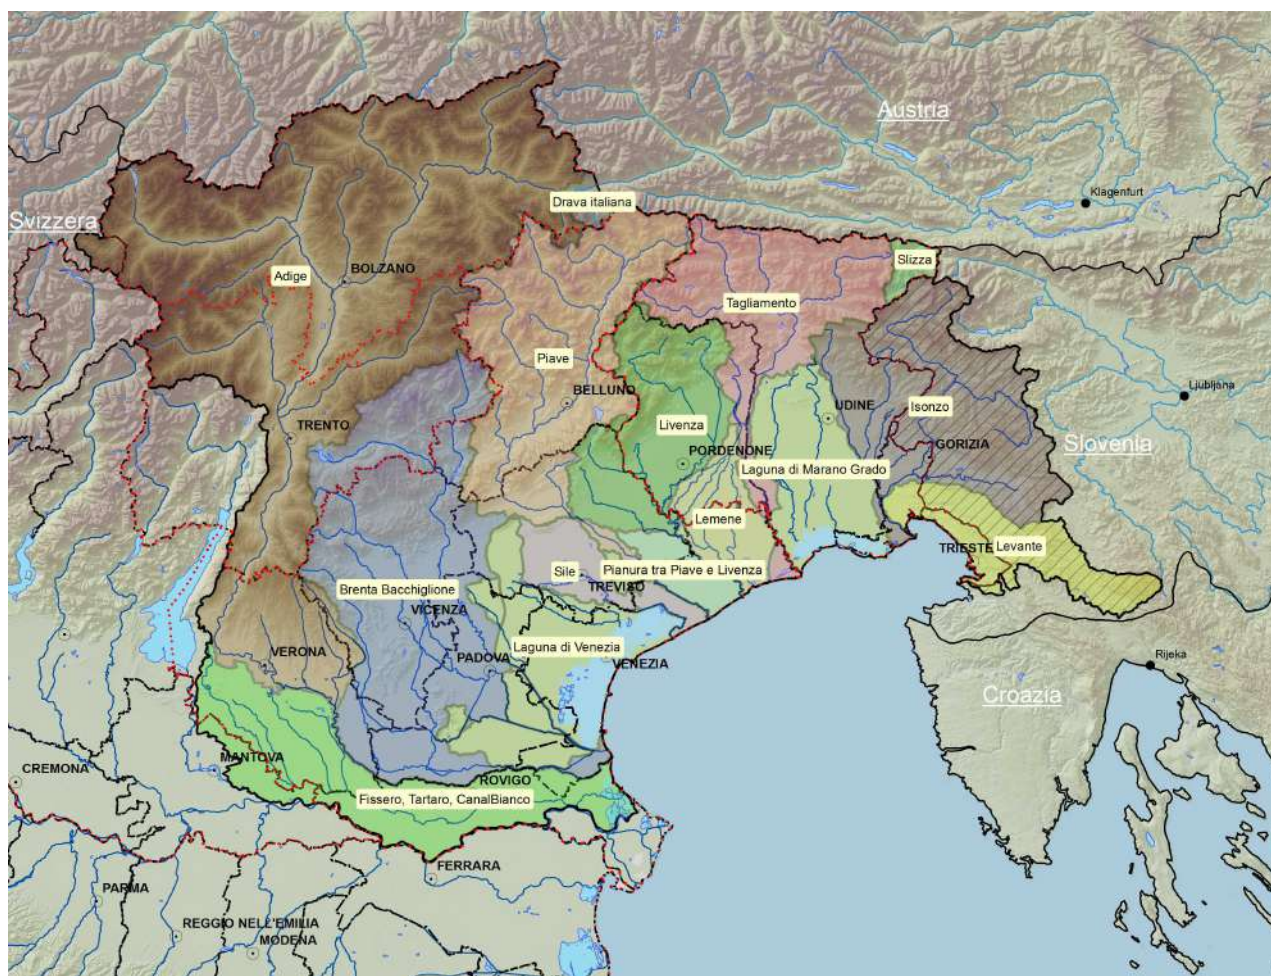 Austria
Klagenfurt
Svizzera
Drava italiana
Slizza
Adige
BOLZANO
Tagliamento
Piave
BELLUNO
Ljubljana
Isonzo
UDINE
TRENTO
Livenza
GORIZIA
Slovenia
PORDENONE
Laguna di Marano Grado
Lemene
TRIESTE
Levante
Sile
Pianura tra Piave e Livenza
TREVISO
Brenta Bacchiglione
VICENZA
Laguna di Venezia
VERONA
PADOVA
VENEZIA
Rijeka
Croazia
MANTOVA
CREMONA
ROVIGO
Fissero, Tartaro, CanalBianco
FERRARA
PARMA
REGGIO NELL'EMILIA
MODENA